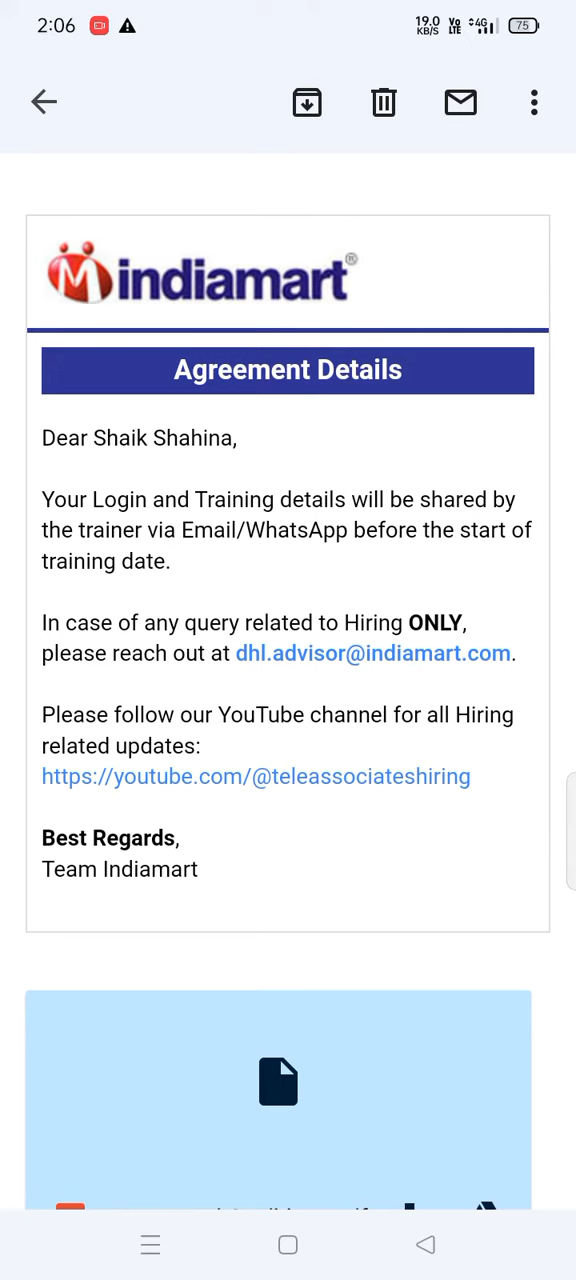 2:06
19.0 KB/S Vo LTE 4G 75
indiamart®
Agreement Details
Dear Shaik Shahina,
Your Login and Training details will be shared by
the trainer via Email/WhatsApp before the start of
training date.
In case of any query related to Hiring ONLY,
please reach out at dhl.advisor@indiamart.com.
Please follow our YouTube channel for all Hiring
related updates:
https://youtube.com/@teleassociateshiring
Best Regards,
Team Indiamart